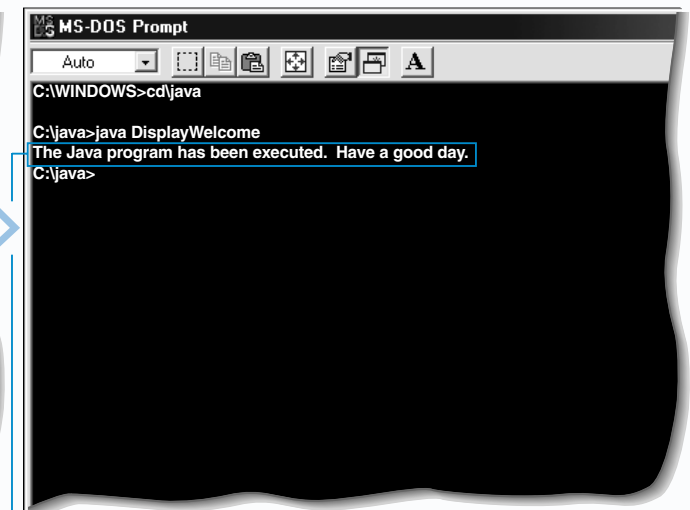 MS-DOS Prompt
Auto A
C:\WINDOWS>cd\java
C:\java>java DisplayWelcome
The Java program has been executed.  Have a good day.
C:\java>